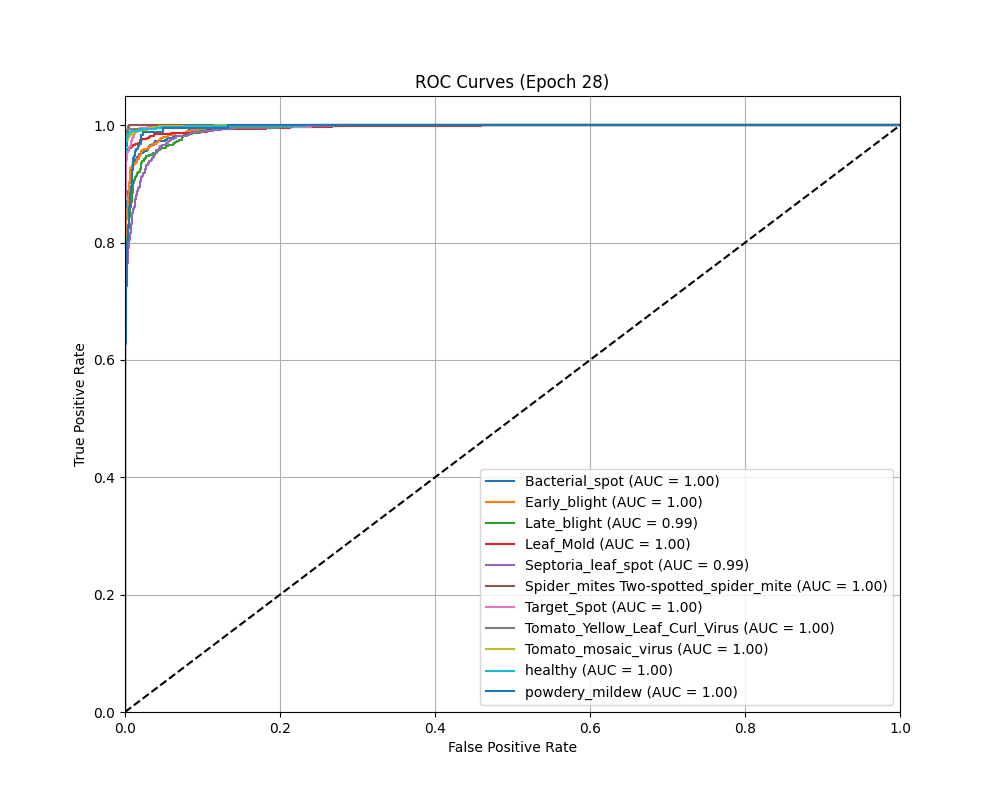 ROC Curves (Epoch 28)
True Positive Rate
1.0
0.8
0.6
0.4
0.2
0.0
Bacterial_spot (AUC = 1.00)
Early_blight (AUC = 1.00)
Late_blight (AUC = 0.99)
Leaf_Mold (AUC = 1.00)
Septoria_leaf_spot (AUC = 0.99)
Spider_mites Two-spotted_spider_mite (AUC = 1.00)
Target_Spot (AUC = 1.00)
Tomato_Yellow_Leaf_Curl_Virus (AUC = 1.00)
Tomato_mosaic_virus (AUC = 1.00)
healthy (AUC = 1.00)
powdery_mildew (AUC = 1.00)
0.0 0.2 0.4 0.6 0.8 1.0
False Positive Rate